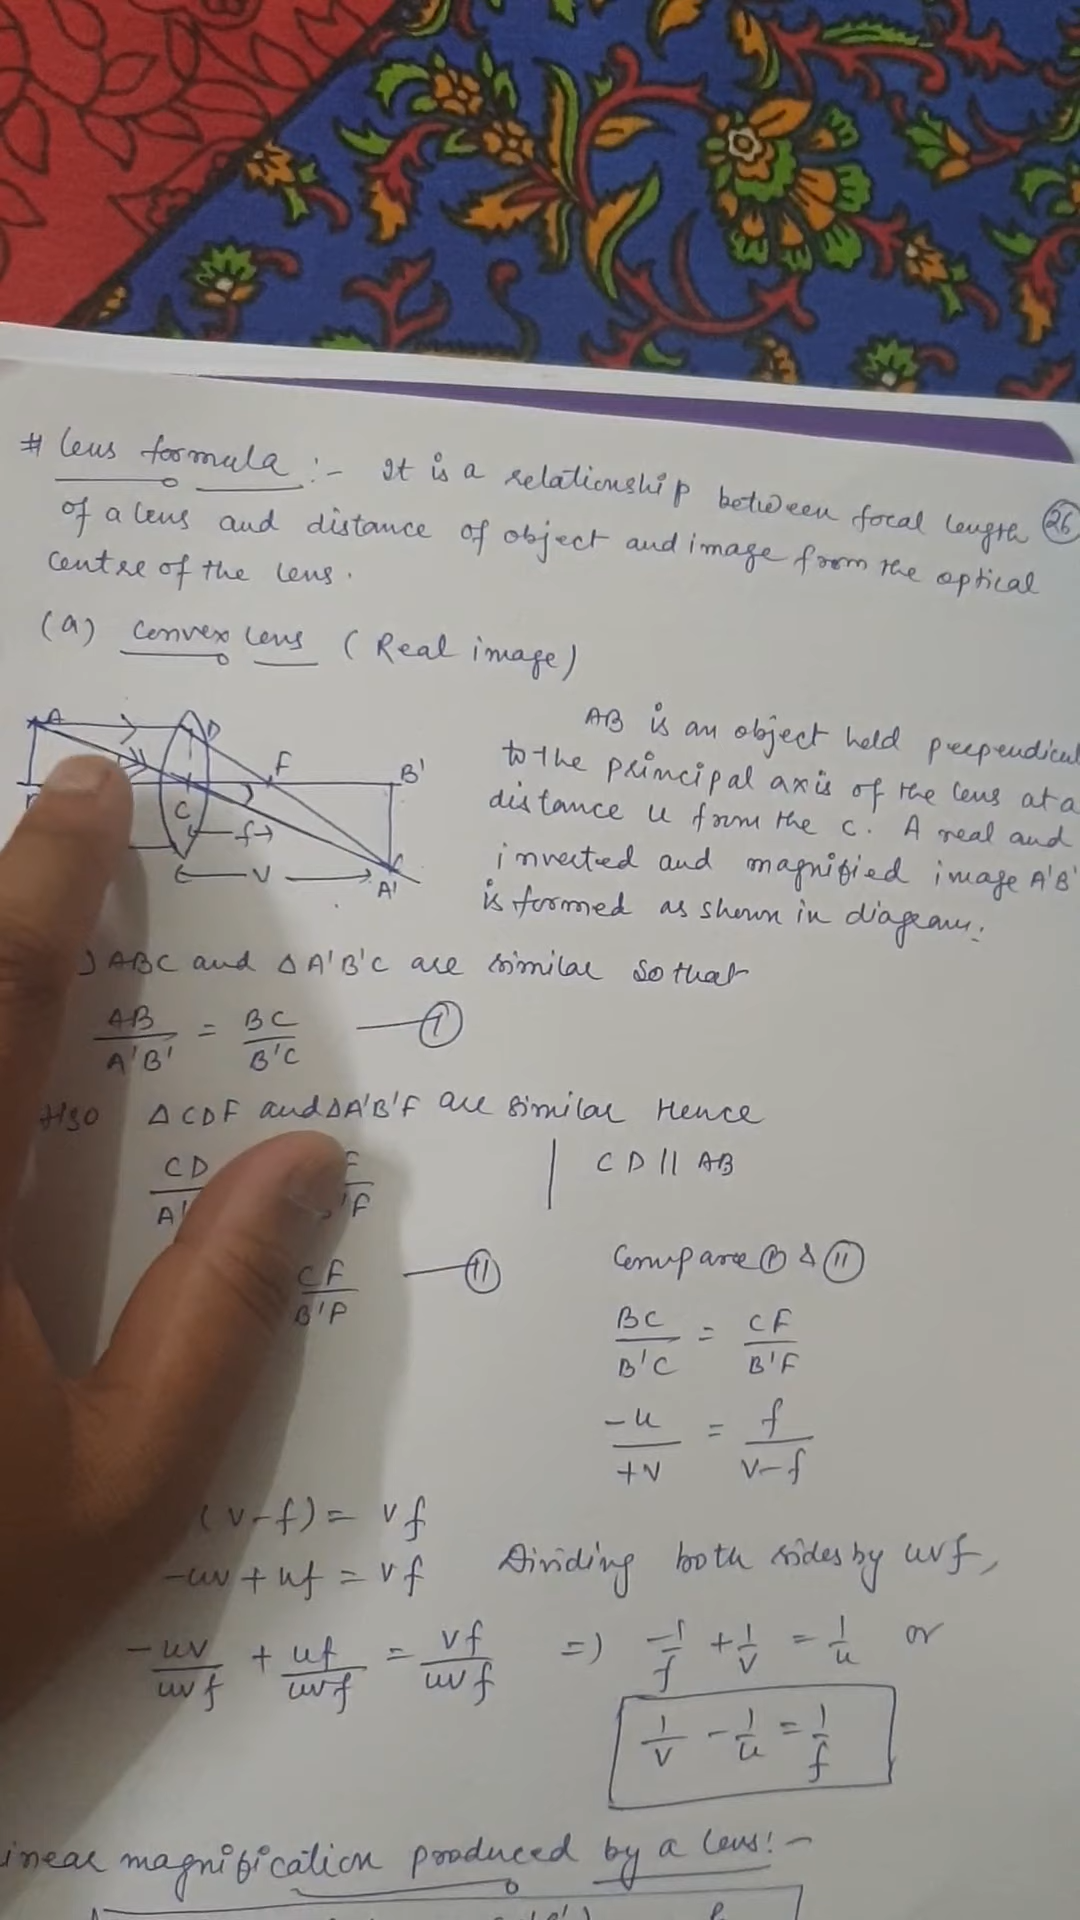 # lens formula :- It is a relationship between focal length (26)
of a lens and distance of object and image from the optical
centre of the lens.
(a) convex lens (Real image)
A D F B'
C
f
V A'
AB is an object held perpendicul
to the principal axis of the lens at a
distance u from the c. A real and
inverted and magnified image A'B'
is formed as shown in diagram.
ABC and Δ A'B'C are similar so that
AB/A'B' = BC/B'C — (I)
Also Δ CDF and Δ A'B'F are similar Hence
CD F | CD || AB
A' 'F
CF/B'F — (II)
Compare (I) & (II)
BC/B'C = CF/B'F
-u/+v = f/v-f
(v-f) = vf
-uv + uf = vf Dividing both sides by uvf,
-uv/uvf + uf/uvf = vf/uvf => -1/f + 1/v = 1/u or
1/v - 1/u = 1/f
inear magnification produced by a lens:-